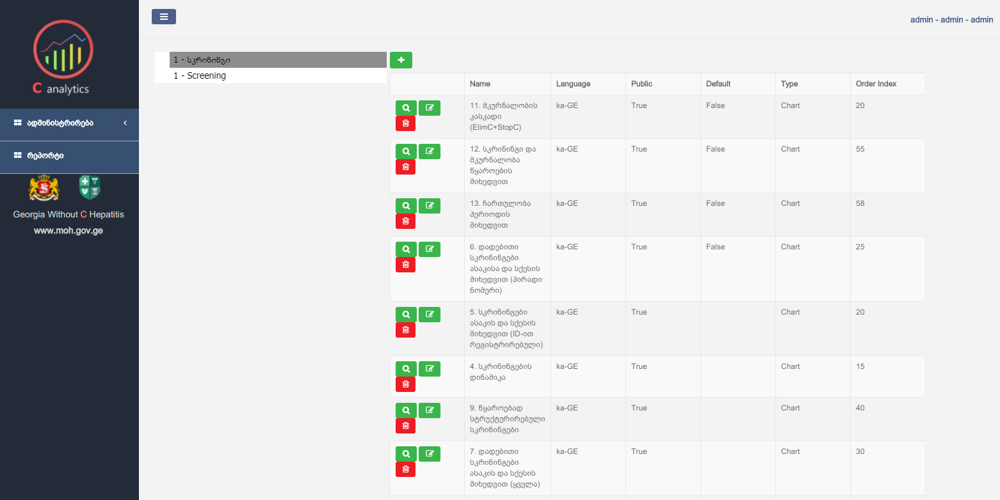 C analytics
ადმინისტრირება
რეპორტი
Georgia Without C Hepatitis
www.moh.gov.ge
admin - admin - admin
1 - სკრინინგი
1 - Screening
Name Language Public Default Type Order Index
11. მკურნალობის
კასკადი
(ElimC+StopC)
ka-GE True False Chart 20
12. სკრინინგი და
მკურნალობა
წყაროების
მიხედვით
ka-GE True False Chart 55
13. ჩართულობა
პერიოდის
მიხედვით
ka-GE True False Chart 58
6. დადებითი
სკრინინგები
ასაკისა და სქესის
მიხედვით (პირადი
ნომერი)
ka-GE True False Chart 25
5. სკრინინგები
ასაკის და სქესის
მიხედვით (ID-ით
რეგისტრირებული)
ka-GE True Chart 20
4. სკრინინგების
დინამიკა
ka-GE True Chart 15
9. წყაროებად
სტრუქტურირებული
სკრინინგები
ka-GE True Chart 40
7. დადებითი
სკრინინგები
ასაკის და სქესის
მიხედვით (ყველა)
ka-GE True Chart 30